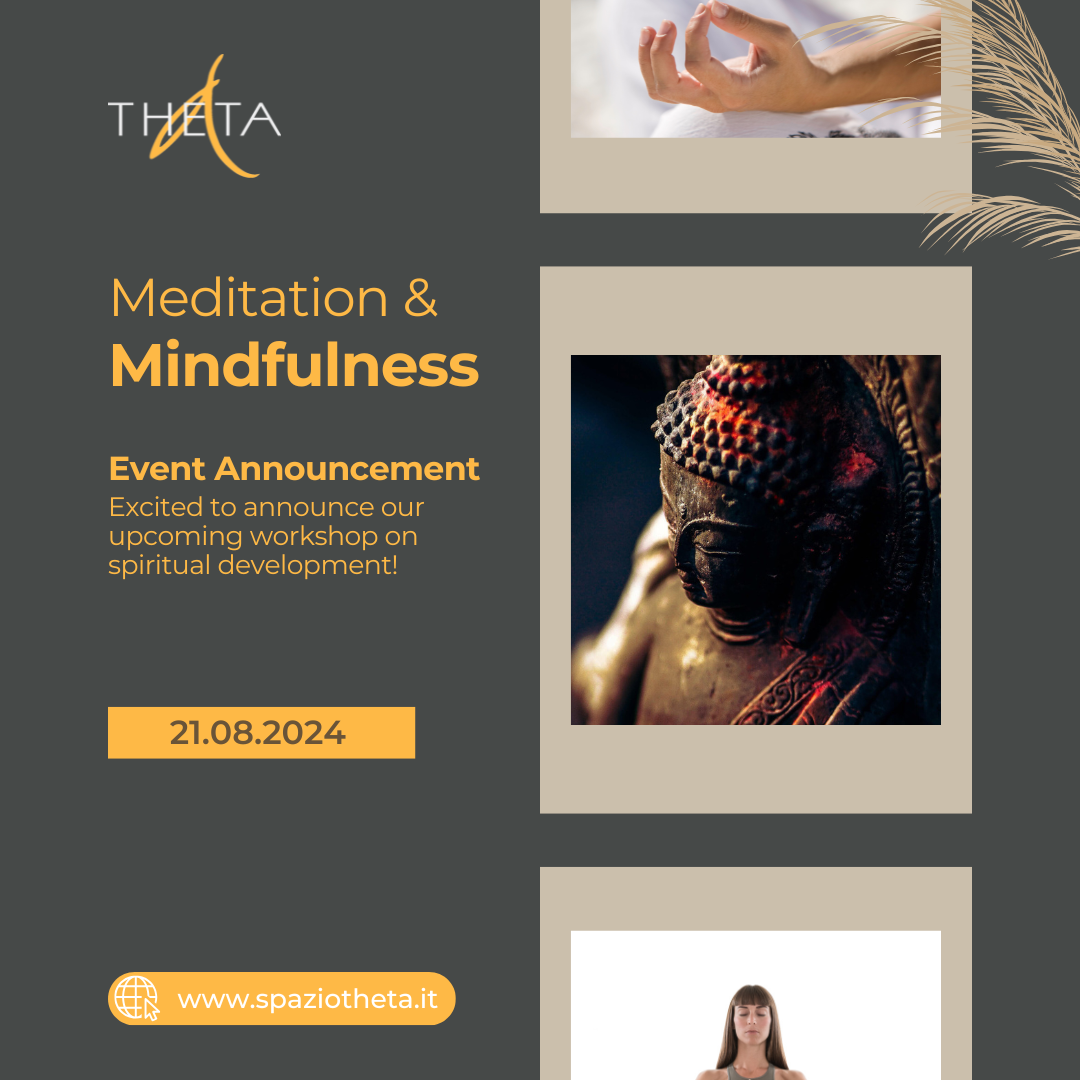 THETA
Meditation &
Mindfulness
Event Announcement
Excited to announce our
upcoming workshop on
spiritual development!
21.08.2024
www.spaziotheta.it